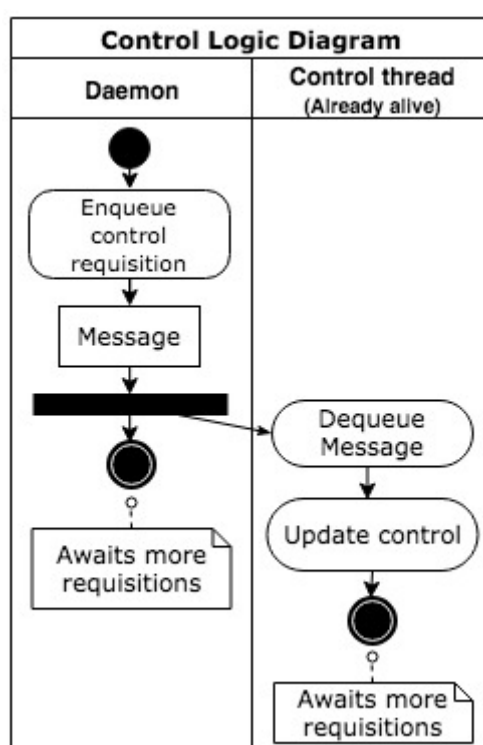 Control Logic Diagram
Daemon
Control thread
(Already alive)
Enqueue
control
requisition
Message
Dequeue
Message
Update control
Awaits more
requisitions
Awaits more
requisitions